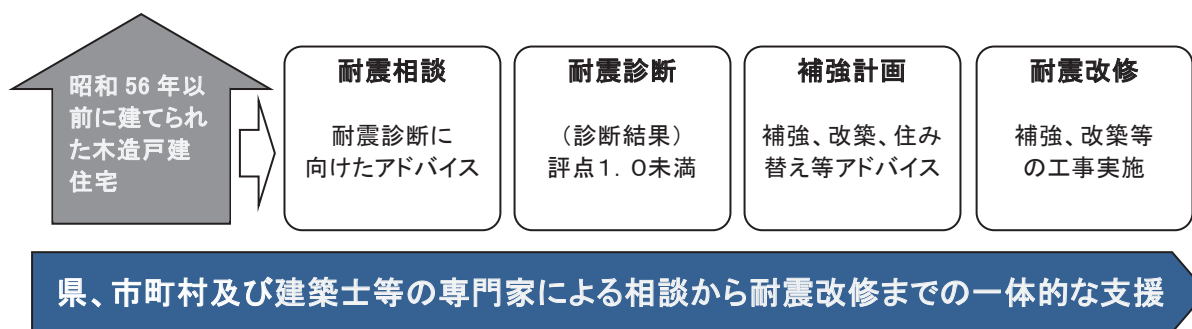 昭和 56 年以
前に建てられ
た木造戸建
住宅
耐震相談
耐震診断に
向けたアドバイス
耐震診断
（診断結果）
評点１．０未満
補強計画
補強、改築、住み
替え等アドバイス
耐震改修
補強、改築等
の工事実施
県、市町村及び建築士等の専門家による相談から耐震改修までの一体的な支援